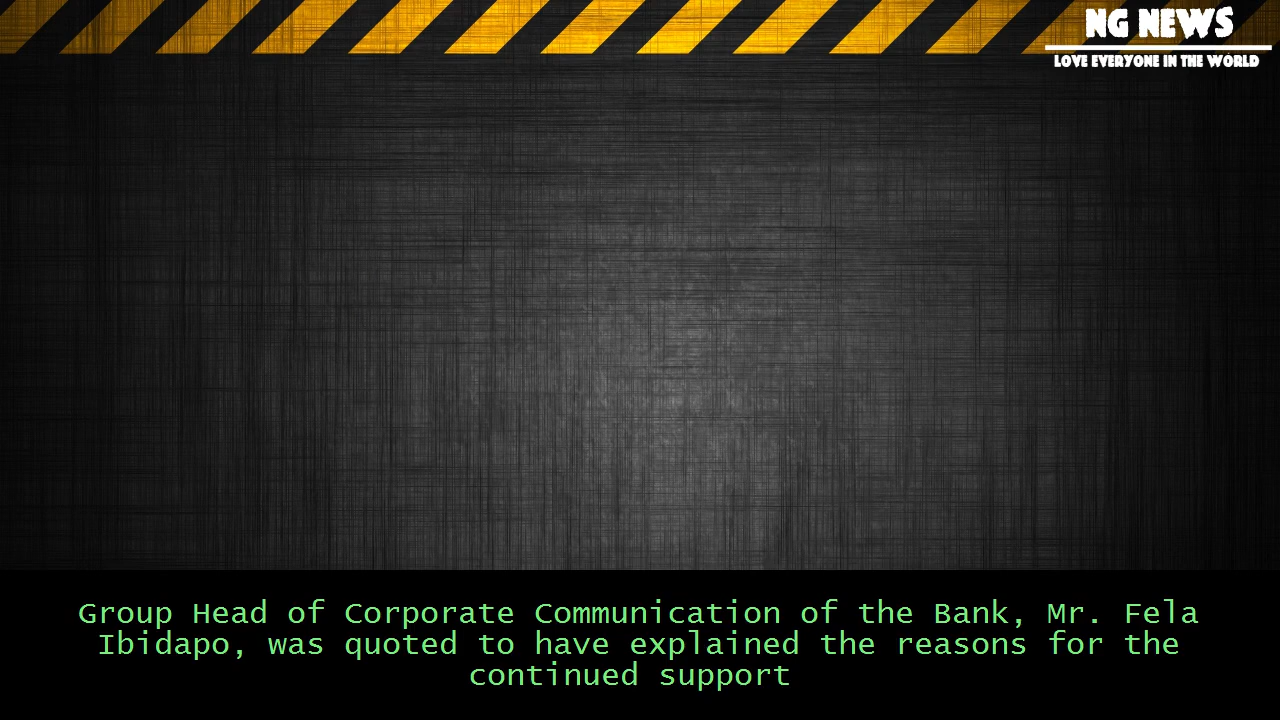 NG NEWS
LOVE EVERYONE IN THE WORLD
Group Head of Corporate Communication of the Bank, Mr. Fela
Ibidapo, was quoted to have explained the reasons for the
continued support